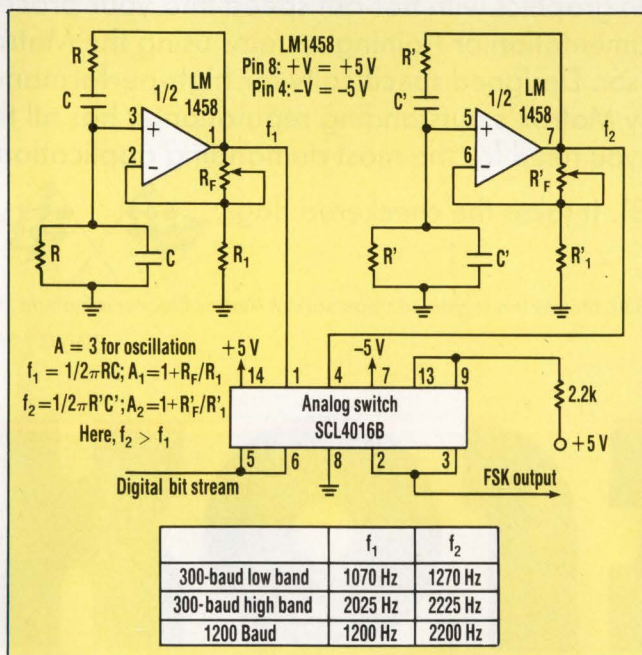 LM1458
Pin 8: +V = +5 V
Pin 4: –V = –5 V
R
C
1/2
LM
1458
3
+
2
−
1
f1
RF
R
C
R1
R'
C'
1/2
LM
1458
5
+
6
−
7
f2
R'F
R'
C'
R'1
A = 3 for oscillation
f1 = 1/2πRC; A1=1+RF/R1
f2=1/2πR'C'; A2=1+R'F/R'1
Here, f2 > f1
+5 V
–5 V
14 1 4 7 13 9
Analog switch
SCL4016B
5 6 8 2 3
2.2k
+5 V
Digital bit stream
FSK output
f1 f2
300-baud low band 1070 Hz 1270 Hz
300-baud high band 2025 Hz 2225 Hz
1200 Baud 1200 Hz 2200 Hz